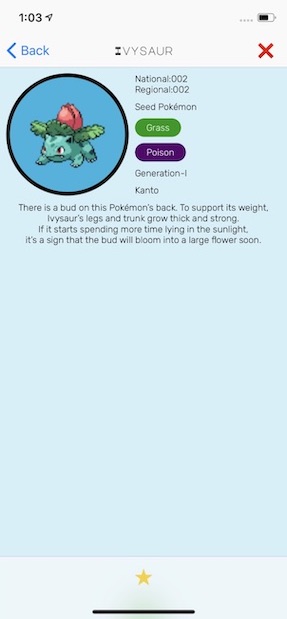 1:03
Back
IVYSAUR
National:002
Regional:002
Seed Pokémon
Grass
Poison
Generation-I
Kanto
There is a bud on this Pokémon's back. To support its weight,
Ivysaur's legs and trunk grow thick and strong.
If it starts spending more time lying in the sunlight,
it's a sign that the bud will bloom into a large flower soon.